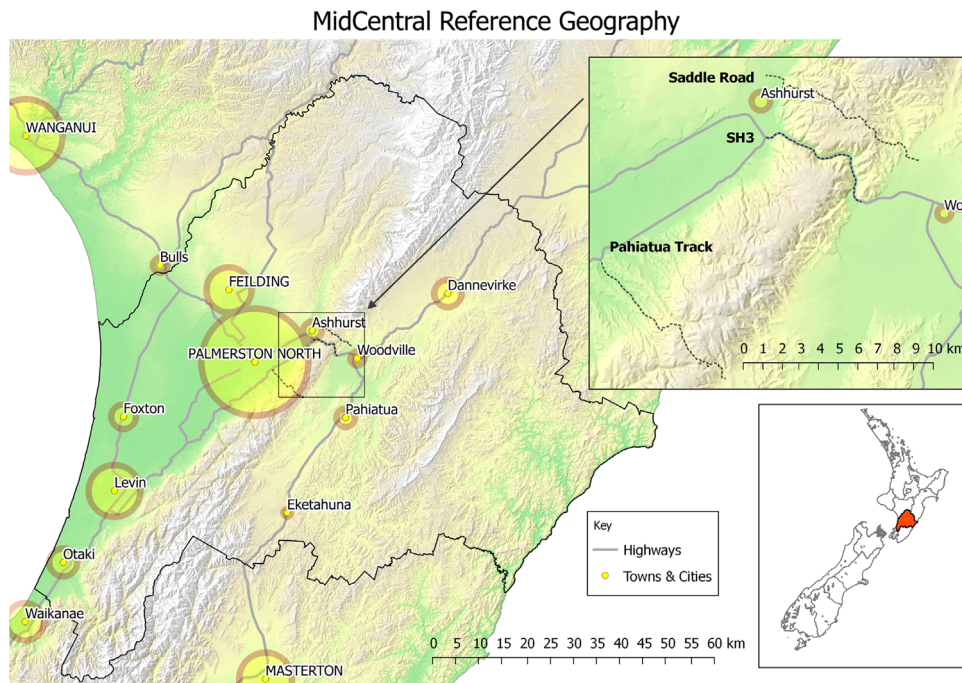 MidCentral Reference Geography
Saddle Road
Ashhurst
SH3
Wo
Pahiatua Track
0 1 2 3 4 5 6 7 8 9 10 km
WANGANUI
Bulls
FEILDING
Dannevirke
Ashhurst
PALMERSTON NORTH
Woodville
Foxton
Pahiatua
Levin
Eketahuna
Otaki
Waikanae
MASTERTON
Key
Highways
Towns & Cities
0 5 10 15 20 25 30 35 40 45 50 55 60 km